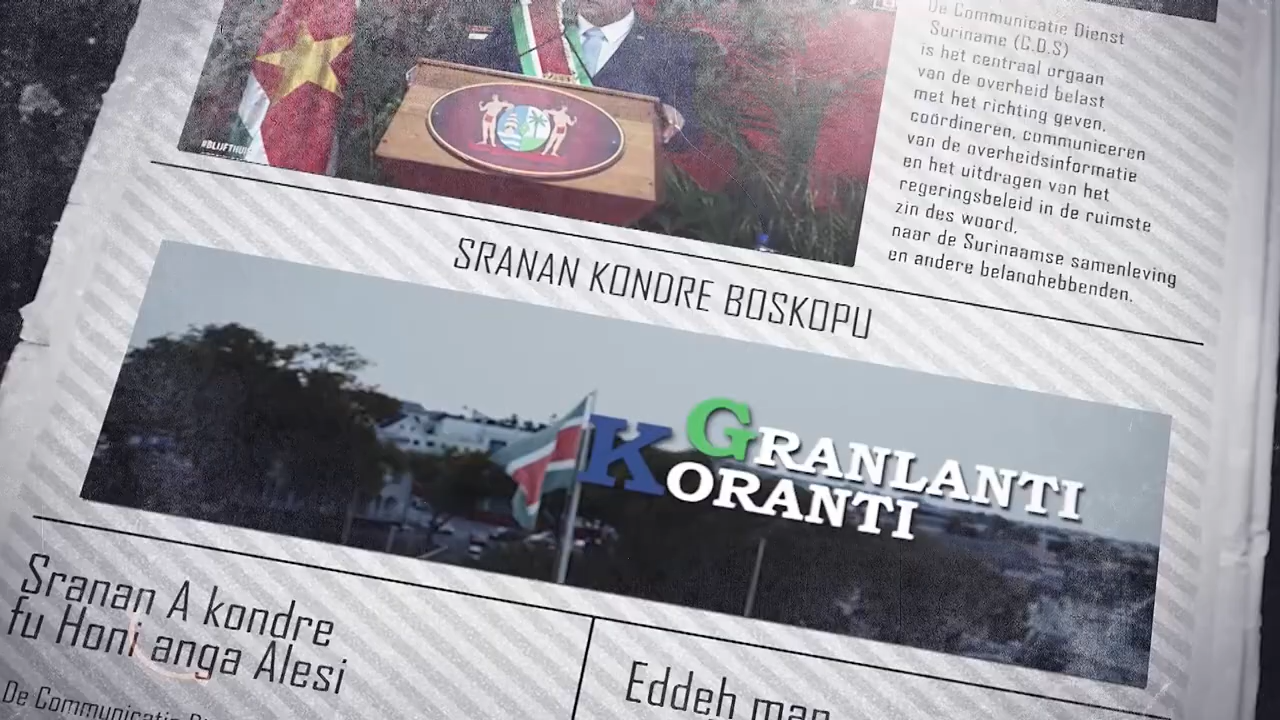 De Communicatie Dienst
Suriname (C.D.S)
is het centraal orgaan
van de overheid belast
met het richting geven,
coördineren, communiceren
van de overheidsinformatie
en het uitdragen van het
regeringsbeleid in de ruimste
zin des woord.
naar de Surinaamse samenleving
en andere belanghebbenden.
#BLIJFTHUIS
SRANAN KONDRE BOSKOPU
GRANLANTI
KORANTI
Sranan A kondre
fu Honi anga Alesi
De Communicatie
Eddeh man